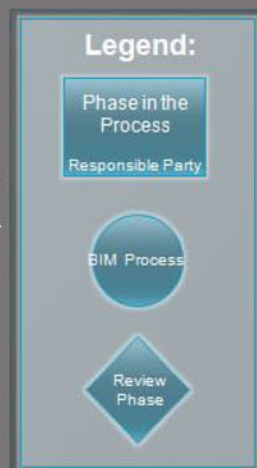 Legend:
Phase in the
Process
Responsible Party
BIM Process
Review
Phase